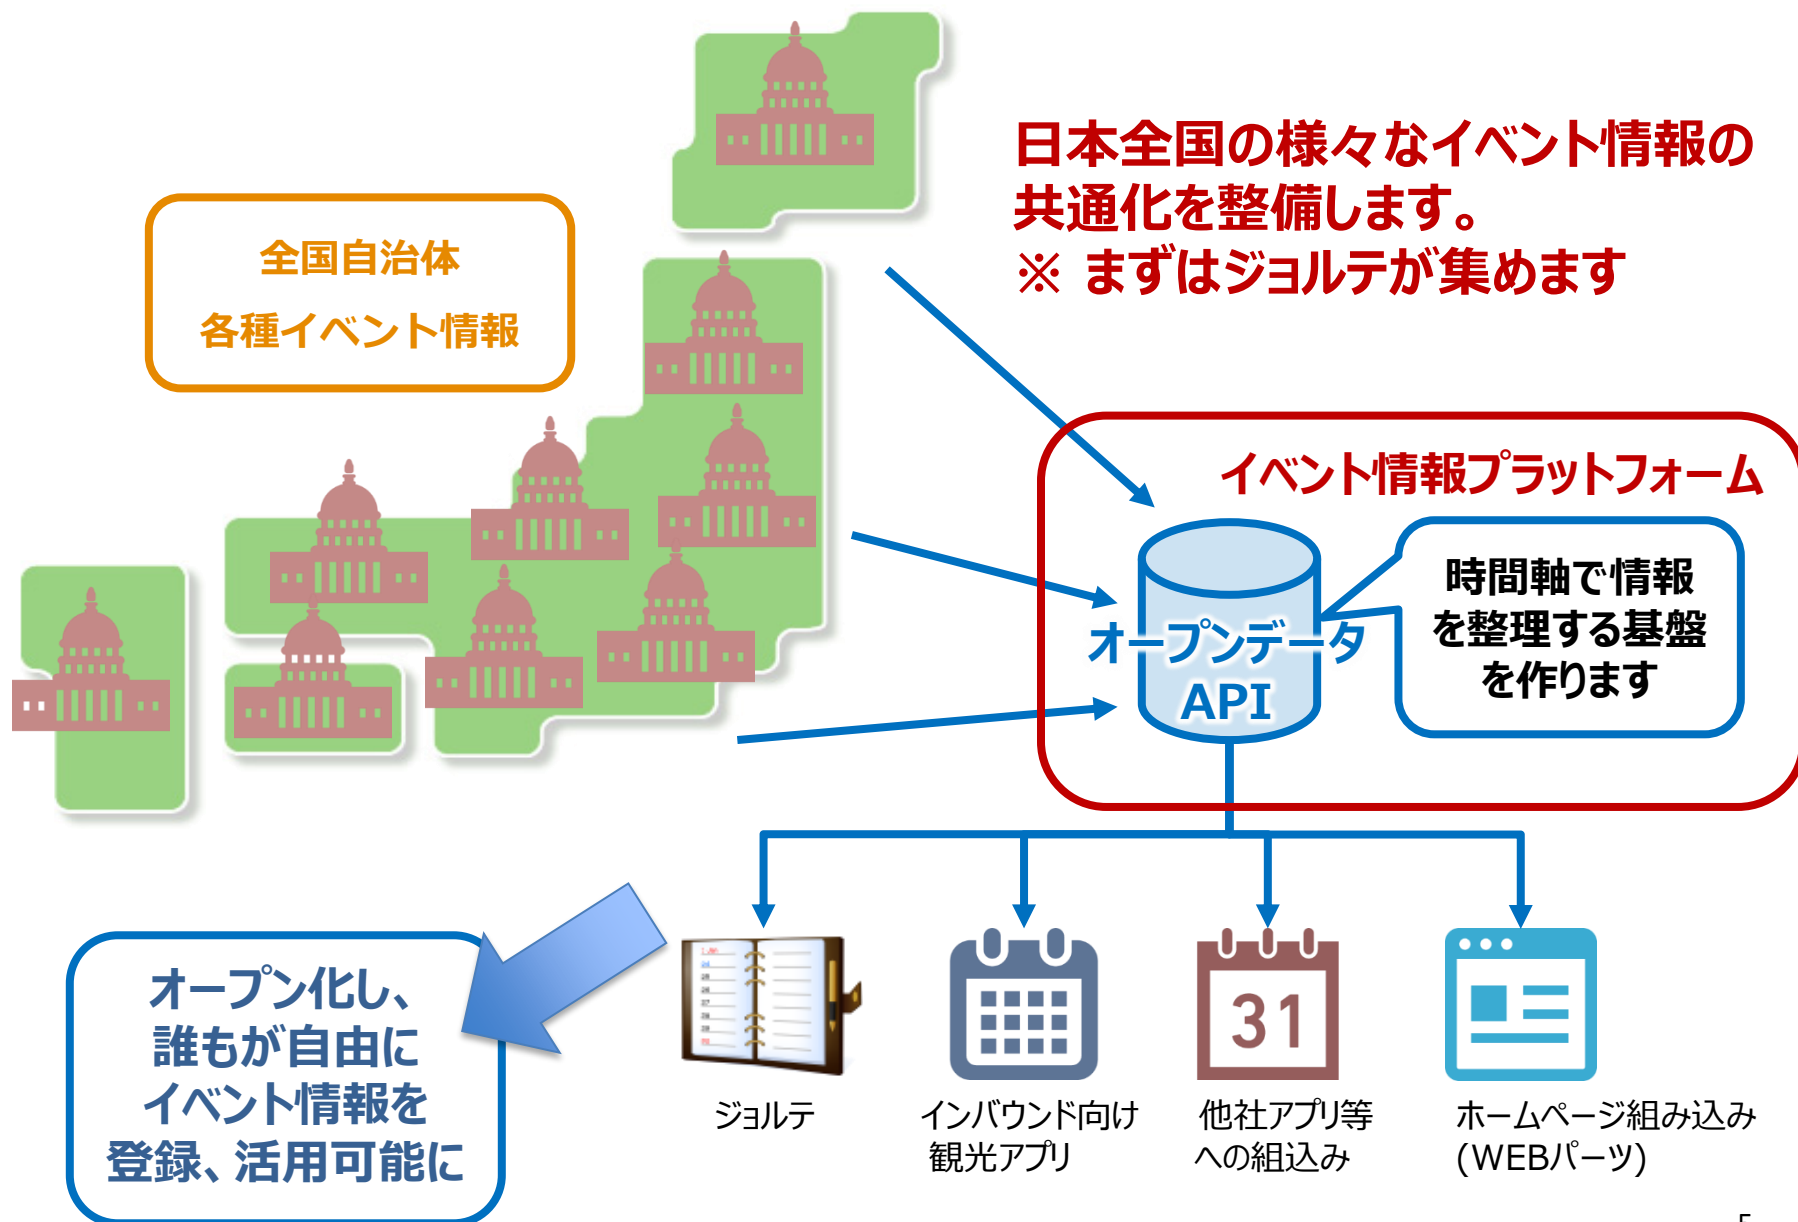 日本全国の様々なイベント情報の
共通化を整備します。
※ まずはジョルテが集めます
全国自治体
各種イベント情報
イベント情報プラットフォーム
時間軸で情報
を整理する基盤
を作ります
オープンデータ
API
オープン化し、
誰もが自由に
イベント情報を
登録、活用可能に
31
ジョルテ
インバウンド向け
観光アプリ
他社アプリ等
への組込み
ホームページ組み込み
(WEBパーツ)